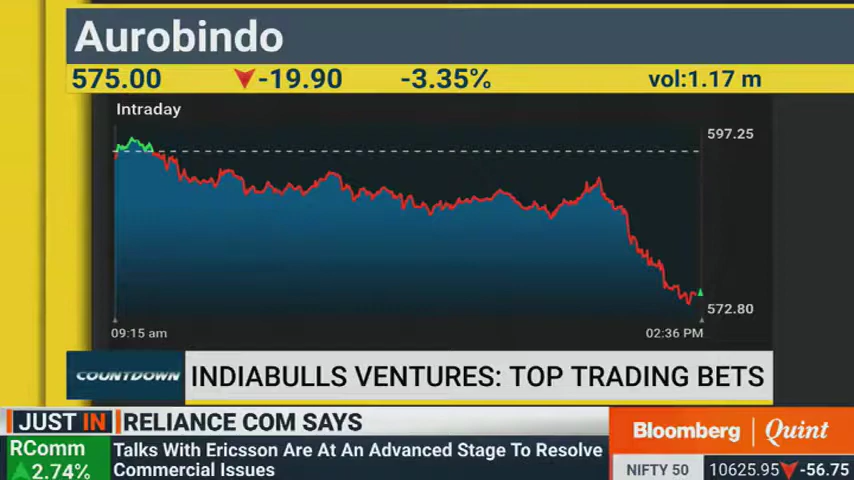 Aurobindo
575.00 -19.90 -3.35% vol:1.17 m
Intraday
597.25
572.80
09:15 am 02:36 PM
COUNTDOWN INDIABULLS VENTURES: TOP TRADING BETS
JUST IN RELIANCE COM SAYS
RComm
2.74%
Talks With Ericsson Are At An Advanced Stage To Resolve
Commercial Issues
Bloomberg | Quint
NIFTY 50 10625.95 -56.75